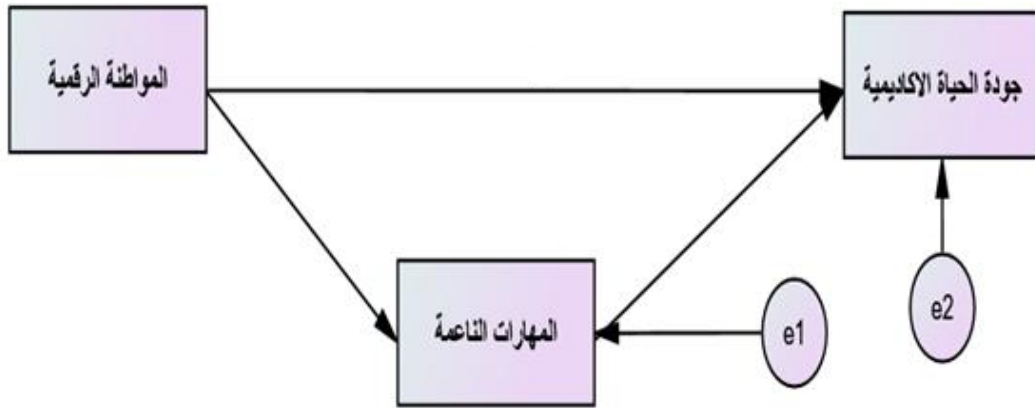 المواطنة الرقمية
جودة الحياة الاكاديمية
المهارات الناعمة
e1
e2